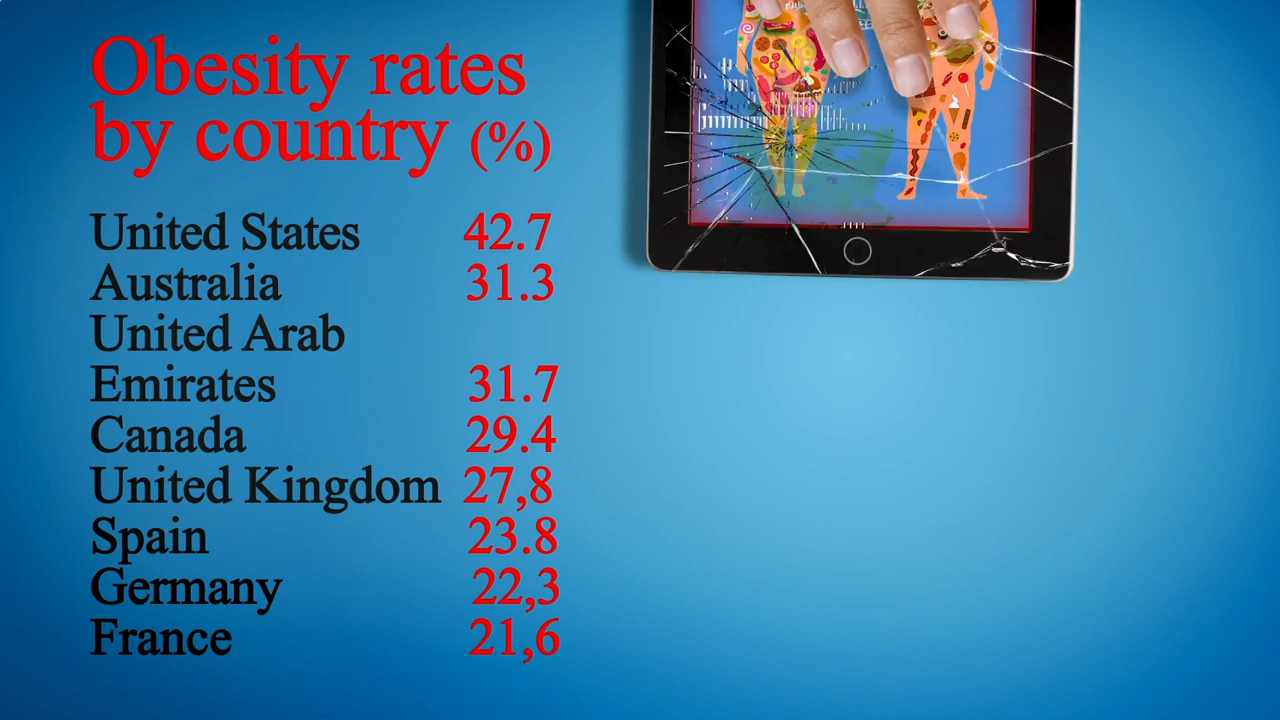 Obesity rates
by country (%)
United States 42.7
Australia 31.3
United Arab
Emirates 31.7
Canada 29.4
United Kingdom 27,8
Spain 23.8
Germany 22,3
France 21,6